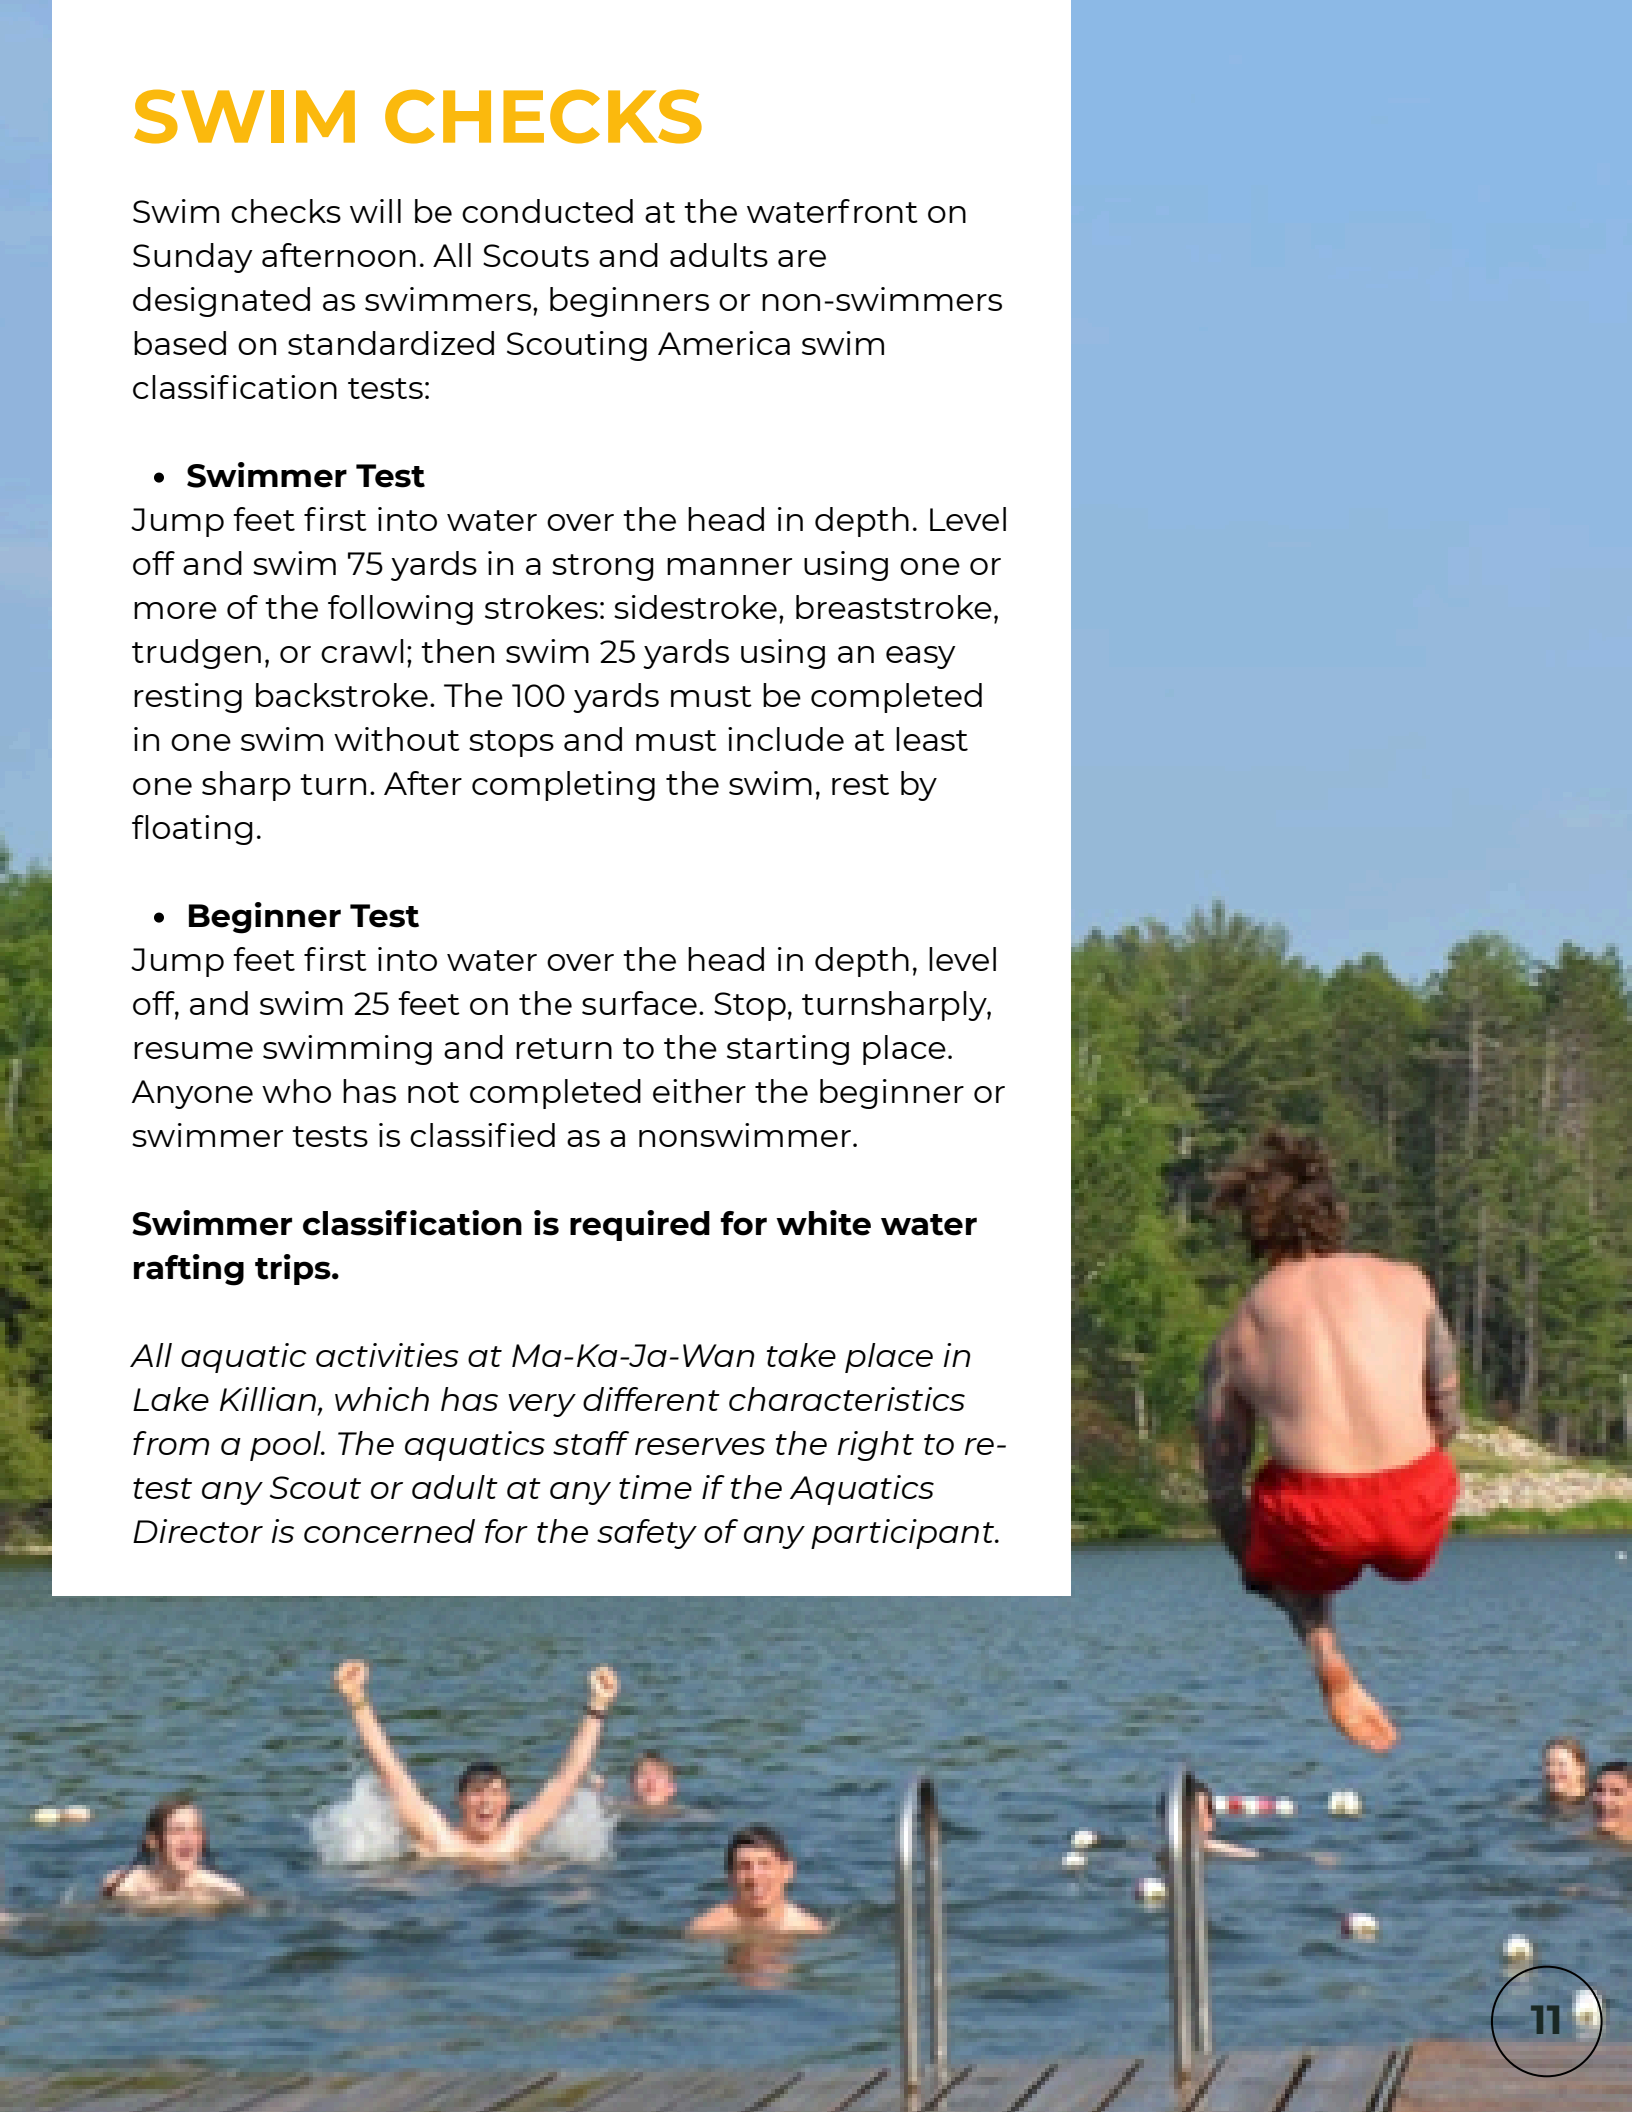 SWIM CHECKS
Swim checks will be conducted at the waterfront on
Sunday afternoon. All Scouts and adults are
designated as swimmers, beginners or non-swimmers
based on standardized Scouting America swim
classification tests:
• Swimmer Test
Jump feet first into water over the head in depth. Level
off and swim 75 yards in a strong manner using one or
more of the following strokes: sidestroke, breaststroke,
trudgen, or crawl; then swim 25 yards using an easy
resting backstroke. The 100 yards must be completed
in one swim without stops and must include at least
one sharp turn. After completing the swim, rest by
floating.
• Beginner Test
Jump feet first into water over the head in depth, level
off, and swim 25 feet on the surface. Stop, turnsharply,
resume swimming and return to the starting place.
Anyone who has not completed either the beginner or
swimmer tests is classified as a nonswimmer.
Swimmer classification is required for white water
rafting trips.
All aquatic activities at Ma-Ka-Ja-Wan take place in
Lake Killian, which has very different characteristics
from a pool. The aquatics staff reserves the right to re-
test any Scout or adult at any time if the Aquatics
Director is concerned for the safety of any participant.
11